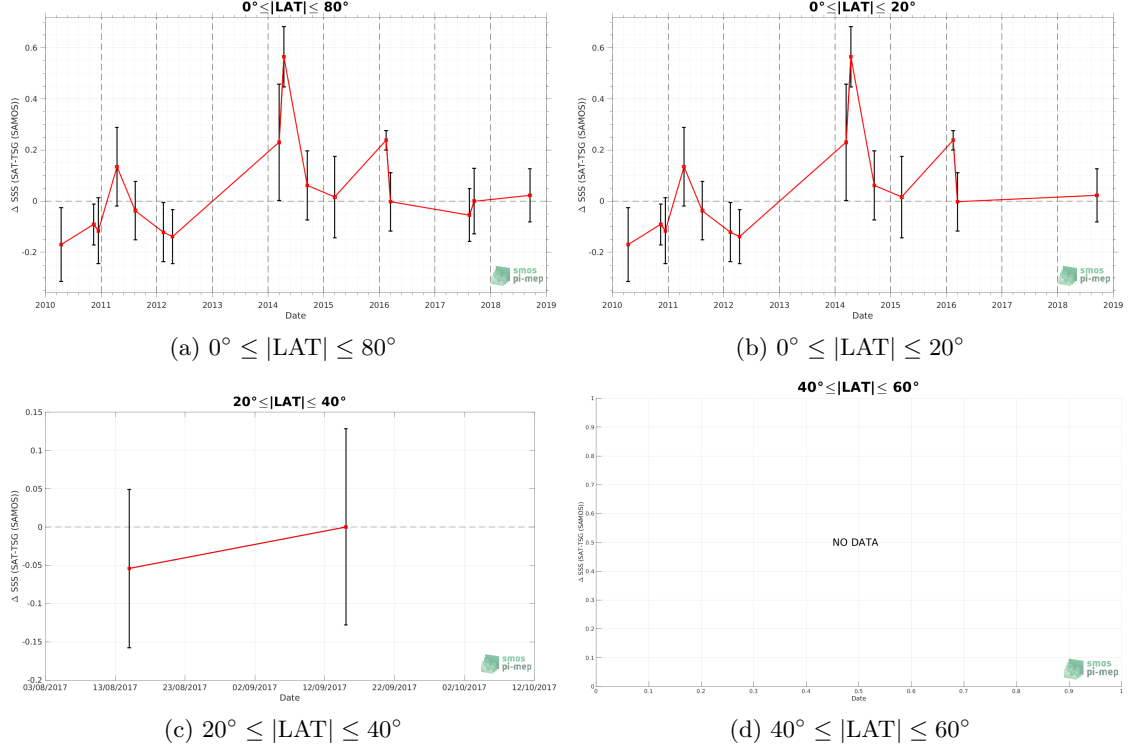 0°≤|LAT|≤ 80°
Δ SSS (SAT-TSG (SAMOS))
0.6
0.4
0.2
0
-0.2
2010 2011 2012 2013 2014 2015 2016 2017 2018 2019
Date
smos
pi-mep
(a) 0° ≤ |LAT| ≤ 80°
0°≤|LAT|≤ 20°
Δ SSS (SAT-TSG (SAMOS))
0.6
0.4
0.2
0
-0.2
2010 2011 2012 2013 2014 2015 2016 2017 2018 2019
Date
smos
pi-mep
(b) 0° ≤ |LAT| ≤ 20°
20°≤|LAT|≤ 40°
Δ SSS (SAT-TSG (SAMOS))
0.15
0.1
0.05
0
-0.05
-0.1
-0.15
-0.2
03/08/2017 13/08/2017 23/08/2017 02/09/2017 12/09/2017 22/09/2017 02/10/2017 12/10/2017
Date
smos
pi-mep
(c) 20° ≤ |LAT| ≤ 40°
40°≤|LAT|≤ 60°
Δ SSS (SAT-TSG (SAMOS))
1
0.9
0.8
0.7
0.6
0.5
0.4
0.3
0.2
0.1
0
NO DATA
0 0.1 0.2 0.3 0.4 0.5 0.6 0.7 0.8 0.9 1
Date
smos
pi-mep
(d) 40° ≤ |LAT| ≤ 60°